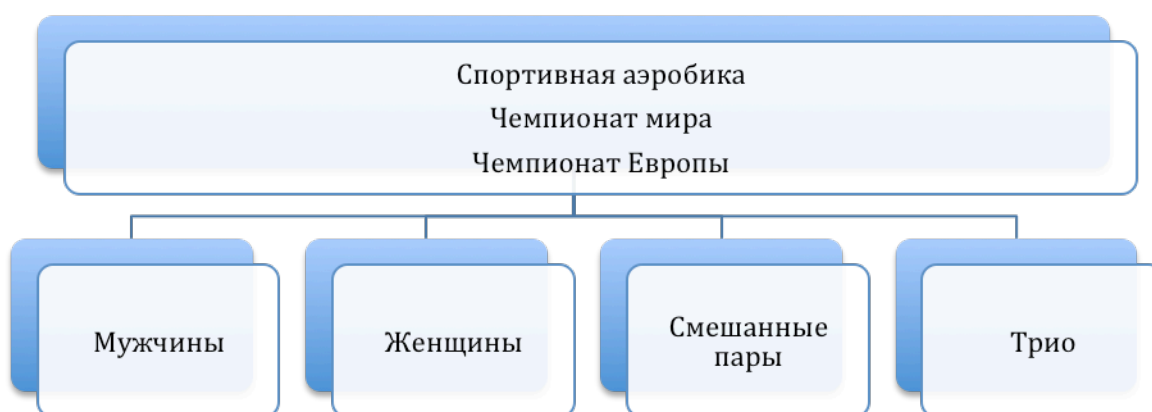 Спортивная аэробика
Чемпионат мира
Чемпионат Европы
Мужчины
Женщины
Смешанные
пары
Трио